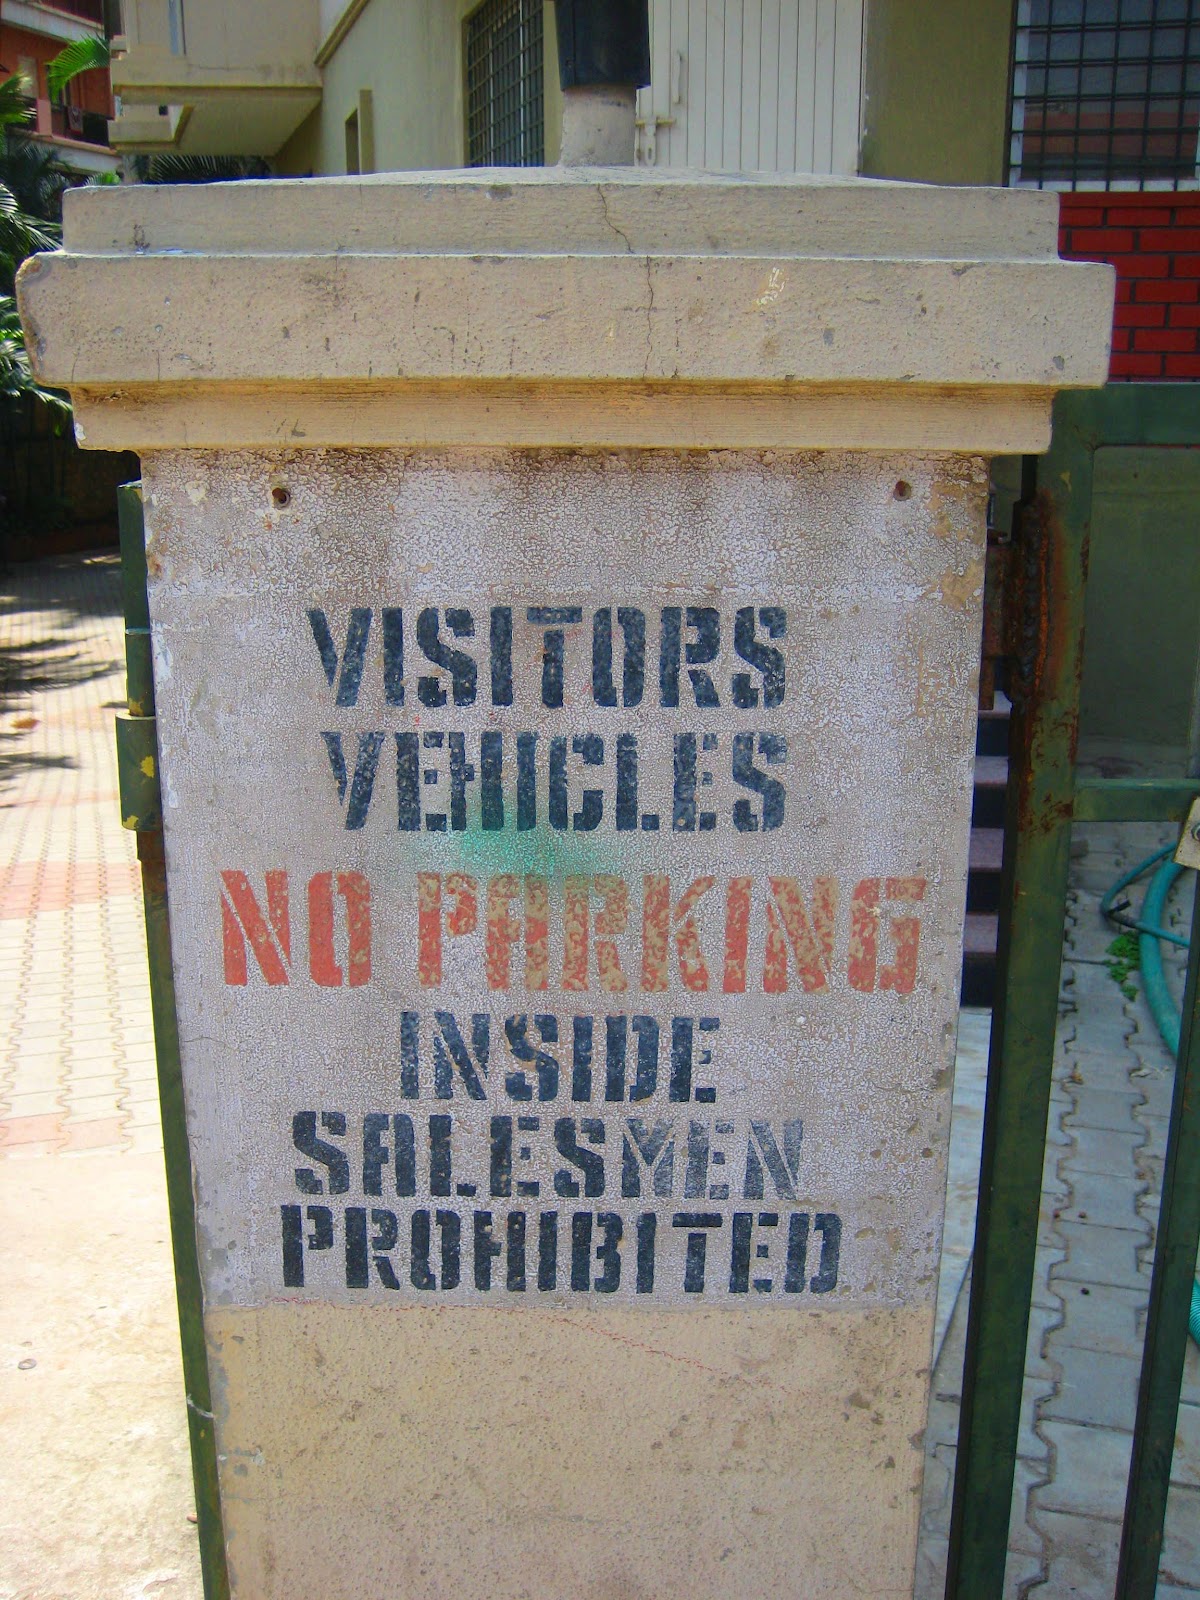 VISITORS
VEHICLES
NO PARKING
INSIDE
SALESMEN
PROHIBITED